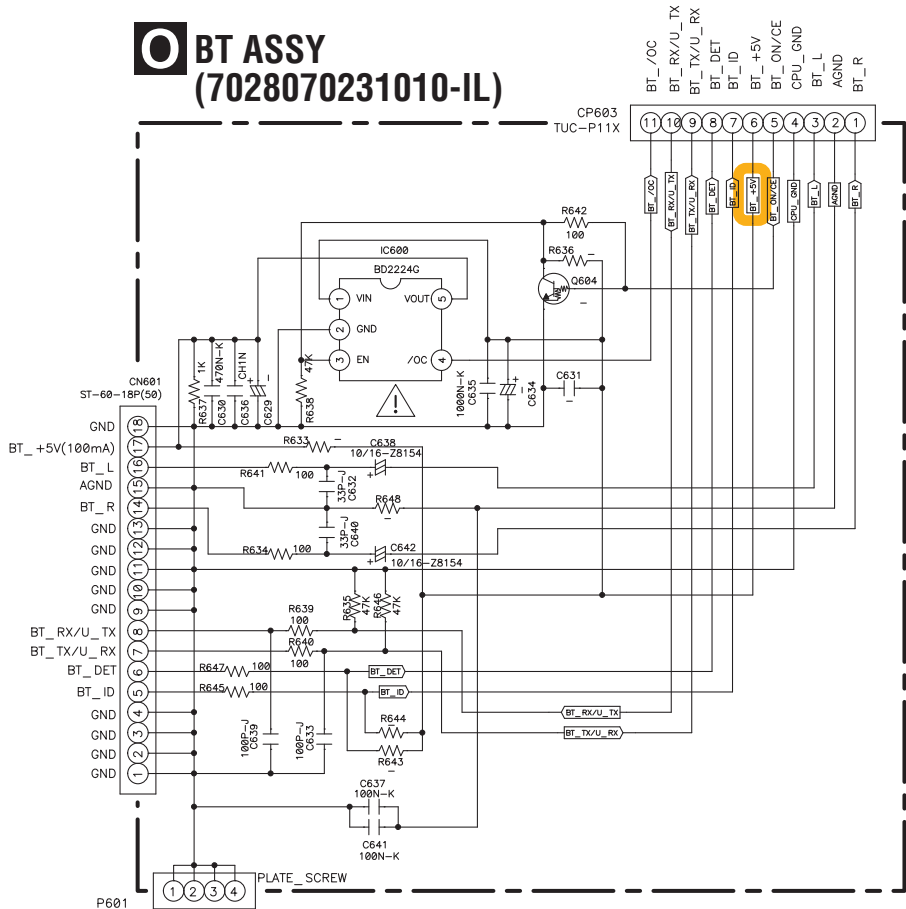 O BT ASSY
(7028070231010-IL)
BT_/OC
BT_RX/U_TX
BT_TX/U_RX
BT_DET
BT_ID
BT_+5V
BT_ON/CE
CPU_GND
BT_L
AGND
BT_R
CP603
TUC-P11X
11 10 9 8 7 6 5 4 3 2 1
BT_/OC
BT_RX/U_TX
BT_TX/U_RX
BT_DET
BT_ID
BT_+5V
BT_ON/CE
CPU_GND
BT_L
AGND
BT_R
R642
100
R636
-
Q604
-
IC600
BD2224G
1 VIN
VOUT 5
2 GND
3 EN
/OC 4
!
1K
R637
470N-K
C630
CH1N
C636
+ -
C629
47K
R638
1000N-K
C635
+ -
C634
C631
-
CN601
ST-60-18P(50)
GND 18
BT_+5V(100mA) 17
BT_L 16
AGND 15
BT_R 14
GND 13
GND 12
GND 11
GND 10
GND 9
BT_RX/U_TX 8
BT_TX/U_RX 7
BT_DET 6
BT_ID 5
GND 4
GND 3
GND 2
GND 1
R633
-
C638
10/16-Z8154
+
R641
100
33P-J
C632
R648
-
33P-J
C640
R634
100
C642
+
10/16-Z8154
R635
47K
R646
47K
R639
100
R640
100
R647
100
R645
100
BT_DET
BT_ID
BT_RX/U_TX
BT_TX/U_RX
100P-J
C639
100P-J
C633
R644
-
R643
-
C637
100N-K
C641
100N-K
PLATE_SCREW
1 2 3 4
P601